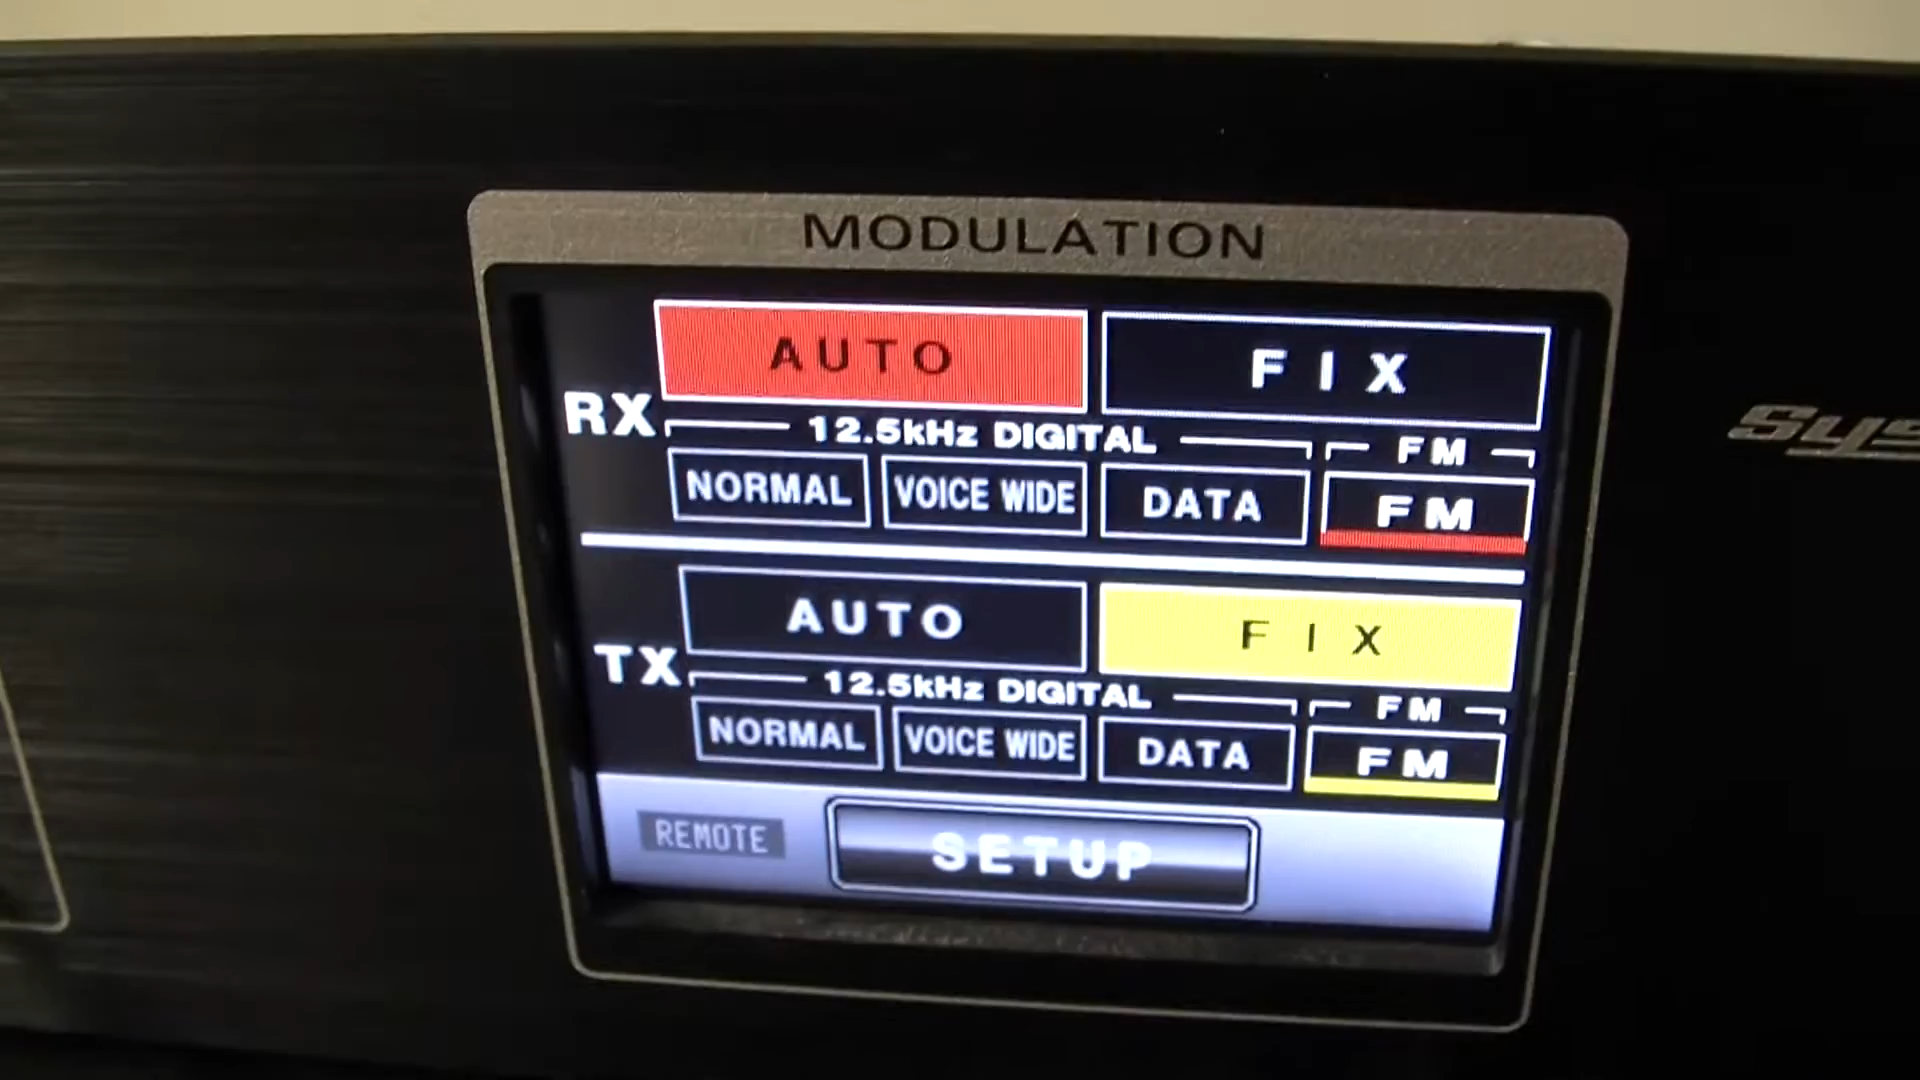 MODULATION
AUTO FIX
RX 12.5kHz DIGITAL FM
NORMAL VOICE WIDE DATA FM
AUTO FIX
TX 12.5kHz DIGITAL FM
NORMAL VOICE WIDE DATA FM
REMOTE SETUP